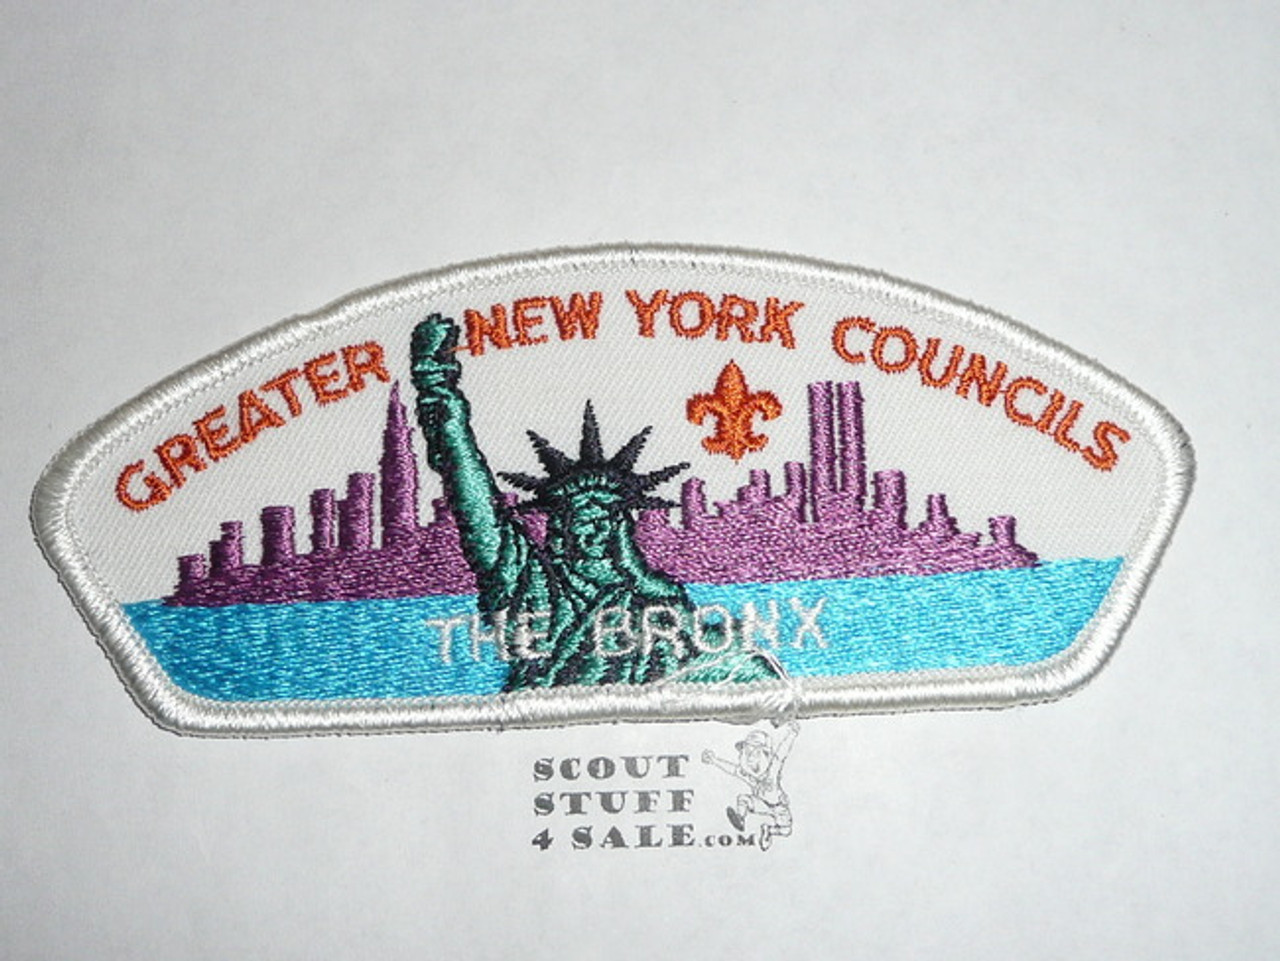 GREATER NEW YORK COUNCILS
THE BRONX
SCOUT
STUFF
4 SALE.COM